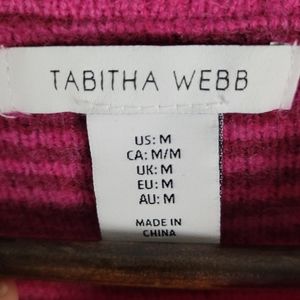 TABITHA WEBB
US: M
CA: M/M
UK: M
EU: M
AU: M
MADE IN
CHINA